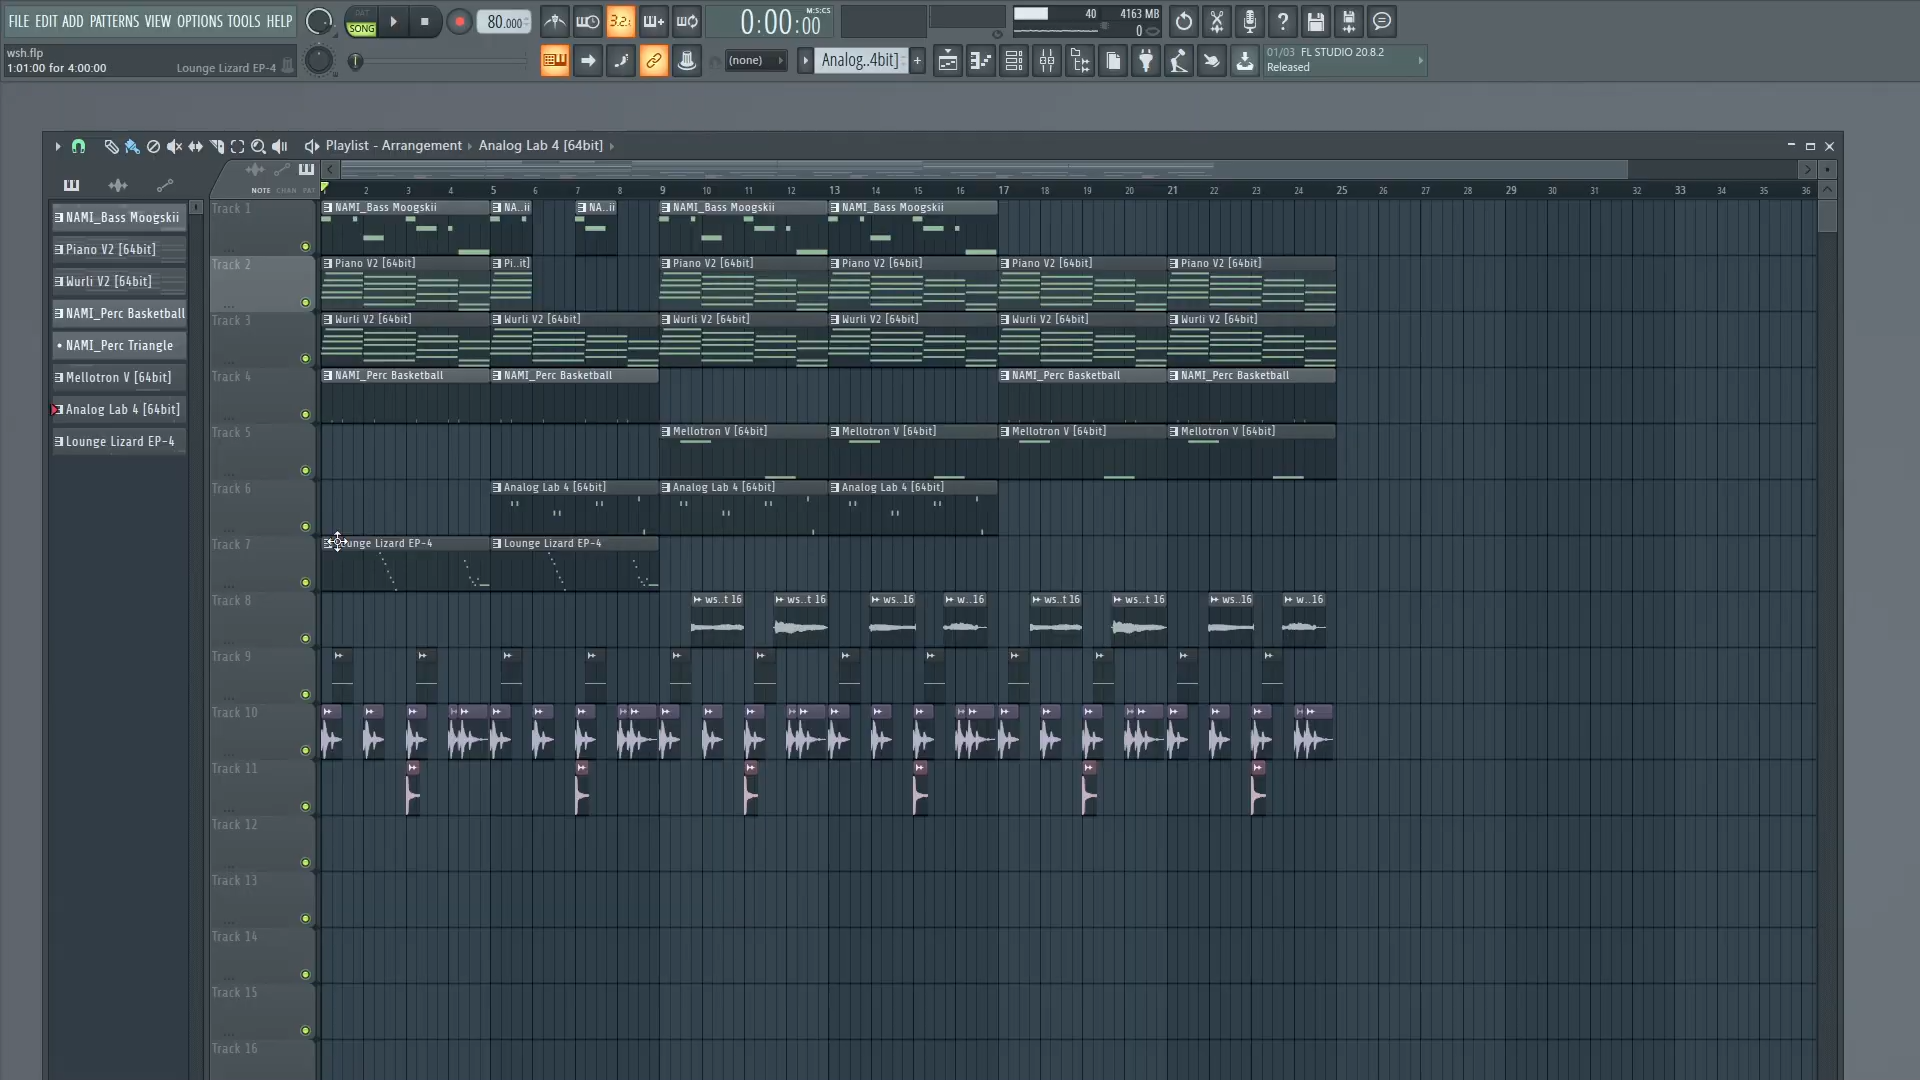 FILE EDIT ADD PATTERNS VIEW OPTIONS TOOLS HELP
PAT
SONG
80.000
3.2.
M:S:CS
0:00:00
40
4163 MB
0
wsh.flp
1:01:00 for 4:00:00
Lounge Lizard EP-4
(none)
Analog..4bit]
+
01/03 FL STUDIO 20.8.2
Released
Playlist - Arrangement
Analog Lab 4 [64bit]
NOTE CHAN PAT
2 3 4 5 6 7 8 9 10 11 12 13 14 15 16 17 18 19 20 21 22 23 24 25 26 27 28 29 30 31 32 33 34 35 36
NAMI_Bass Moogskii
Piano V2 [64bit]
Wurli V2 [64bit]
NAMI_Perc Basketball
NAMI_Perc Triangle
Mellotron V [64bit]
Analog Lab 4 [64bit]
Lounge Lizard EP-4
Track 1
NAMI_Bass Moogskii
NA..ii
NA..ii
NAMI_Bass Moogskii
NAMI_Bass Moogskii
Track 2
Piano V2 [64bit]
Pi..it]
Piano V2 [64bit]
Piano V2 [64bit]
Piano V2 [64bit]
Piano V2 [64bit]
Track 3
Wurli V2 [64bit]
Wurli V2 [64bit]
Wurli V2 [64bit]
Wurli V2 [64bit]
Wurli V2 [64bit]
Wurli V2 [64bit]
Track 4
NAMI_Perc Basketball
NAMI_Perc Basketball
NAMI_Perc Basketball
NAMI_Perc Basketball
Track 5
Mellotron V [64bit]
Mellotron V [64bit]
Mellotron V [64bit]
Mellotron V [64bit]
Track 6
Analog Lab 4 [64bit]
Analog Lab 4 [64bit]
Analog Lab 4 [64bit]
Track 7
Lizard EP-4
Lounge Lizard EP-4
Track 8
ws..t 16
ws..t 16
ws..16
w..16
ws..t 16
ws..t 16
ws..16
w..16
Track 9
Track 10
Track 11
Track 12
Track 13
Track 14
Track 15
Track 16